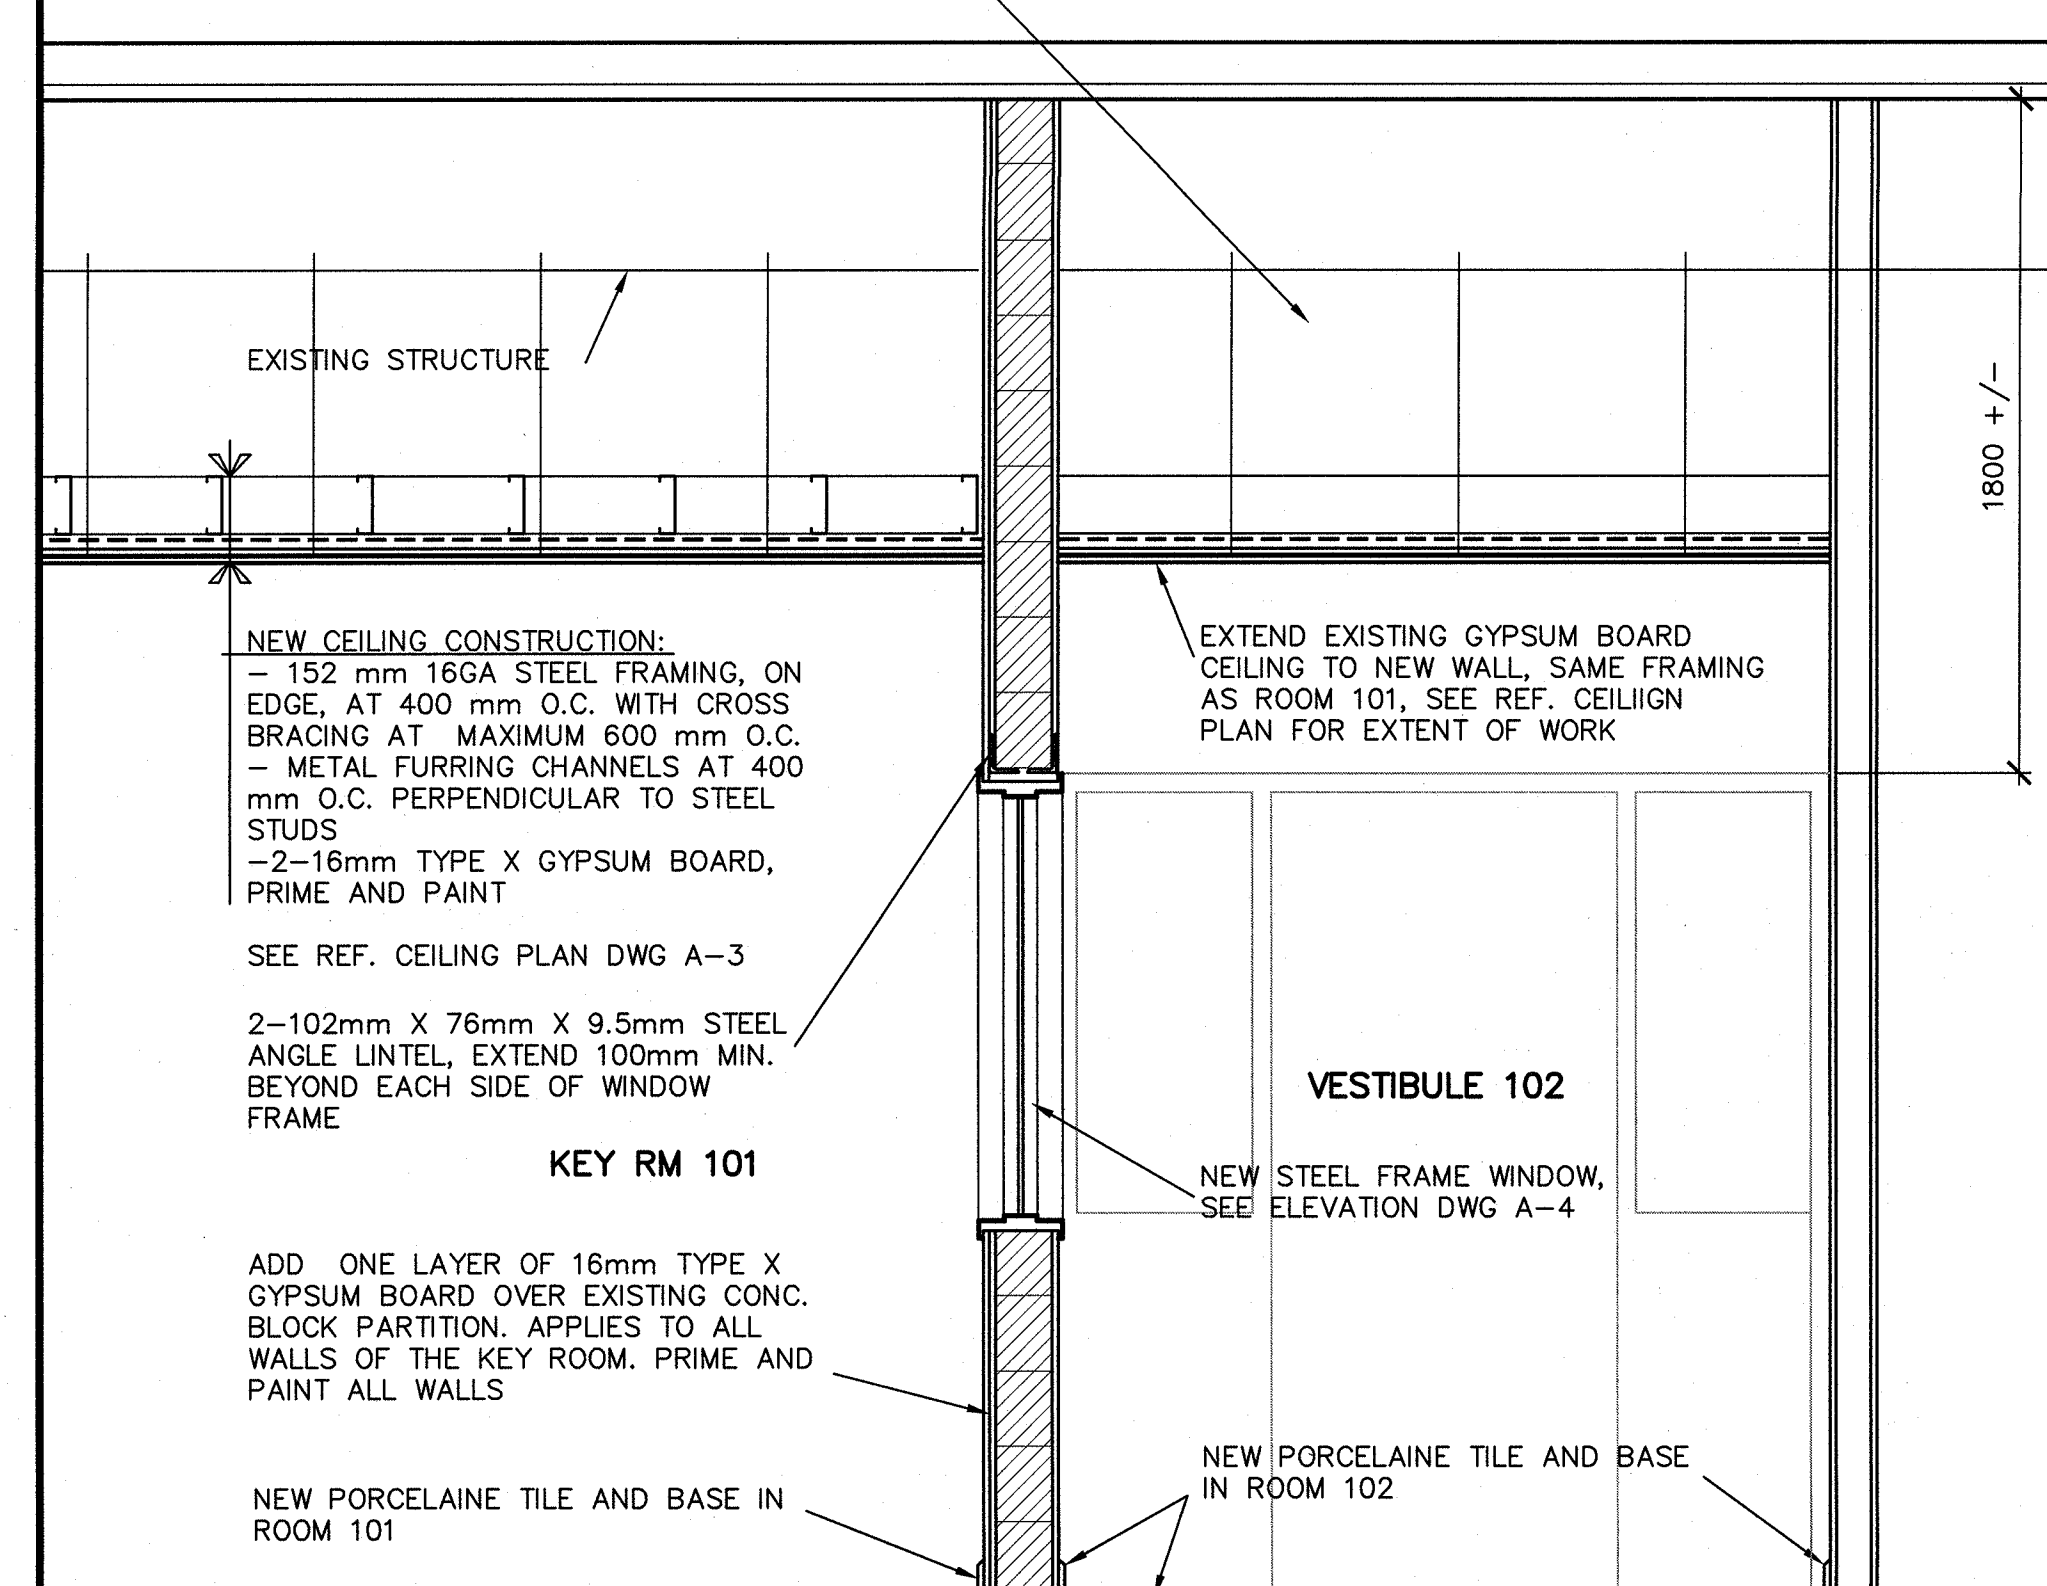 EXISTING STRUCTURE
1800 +/-
NEW CEILING CONSTRUCTION:
- 152 mm 16GA STEEL FRAMING, ON
EDGE, AT 400 mm O.C. WITH CROSS
BRACING AT MAXIMUM 600 mm O.C.
- METAL FURRING CHANNELS AT 400
mm O.C. PERPENDICULAR TO STEEL
STUDS
-2-16mm TYPE X GYPSUM BOARD,
PRIME AND PAINT
SEE REF. CEILING PLAN DWG A-3
2-102mm X 76mm X 9.5mm STEEL
ANGLE LINTEL, EXTEND 100mm MIN.
BEYOND EACH SIDE OF WINDOW
FRAME
KEY RM 101
ADD ONE LAYER OF 16mm TYPE X
GYPSUM BOARD OVER EXISTING CONC.
BLOCK PARTITION. APPLIES TO ALL
WALLS OF THE KEY ROOM. PRIME AND
PAINT ALL WALLS
NEW PORCELAINE TILE AND BASE IN
ROOM 101
EXTEND EXISTING GYPSUM BOARD
CEILING TO NEW WALL, SAME FRAMING
AS ROOM 101, SEE REF. CEILIIGN
PLAN FOR EXTENT OF WORK
VESTIBULE 102
NEW STEEL FRAME WINDOW,
SEE ELEVATION DWG A-4
NEW PORCELAINE TILE AND BASE
IN ROOM 102